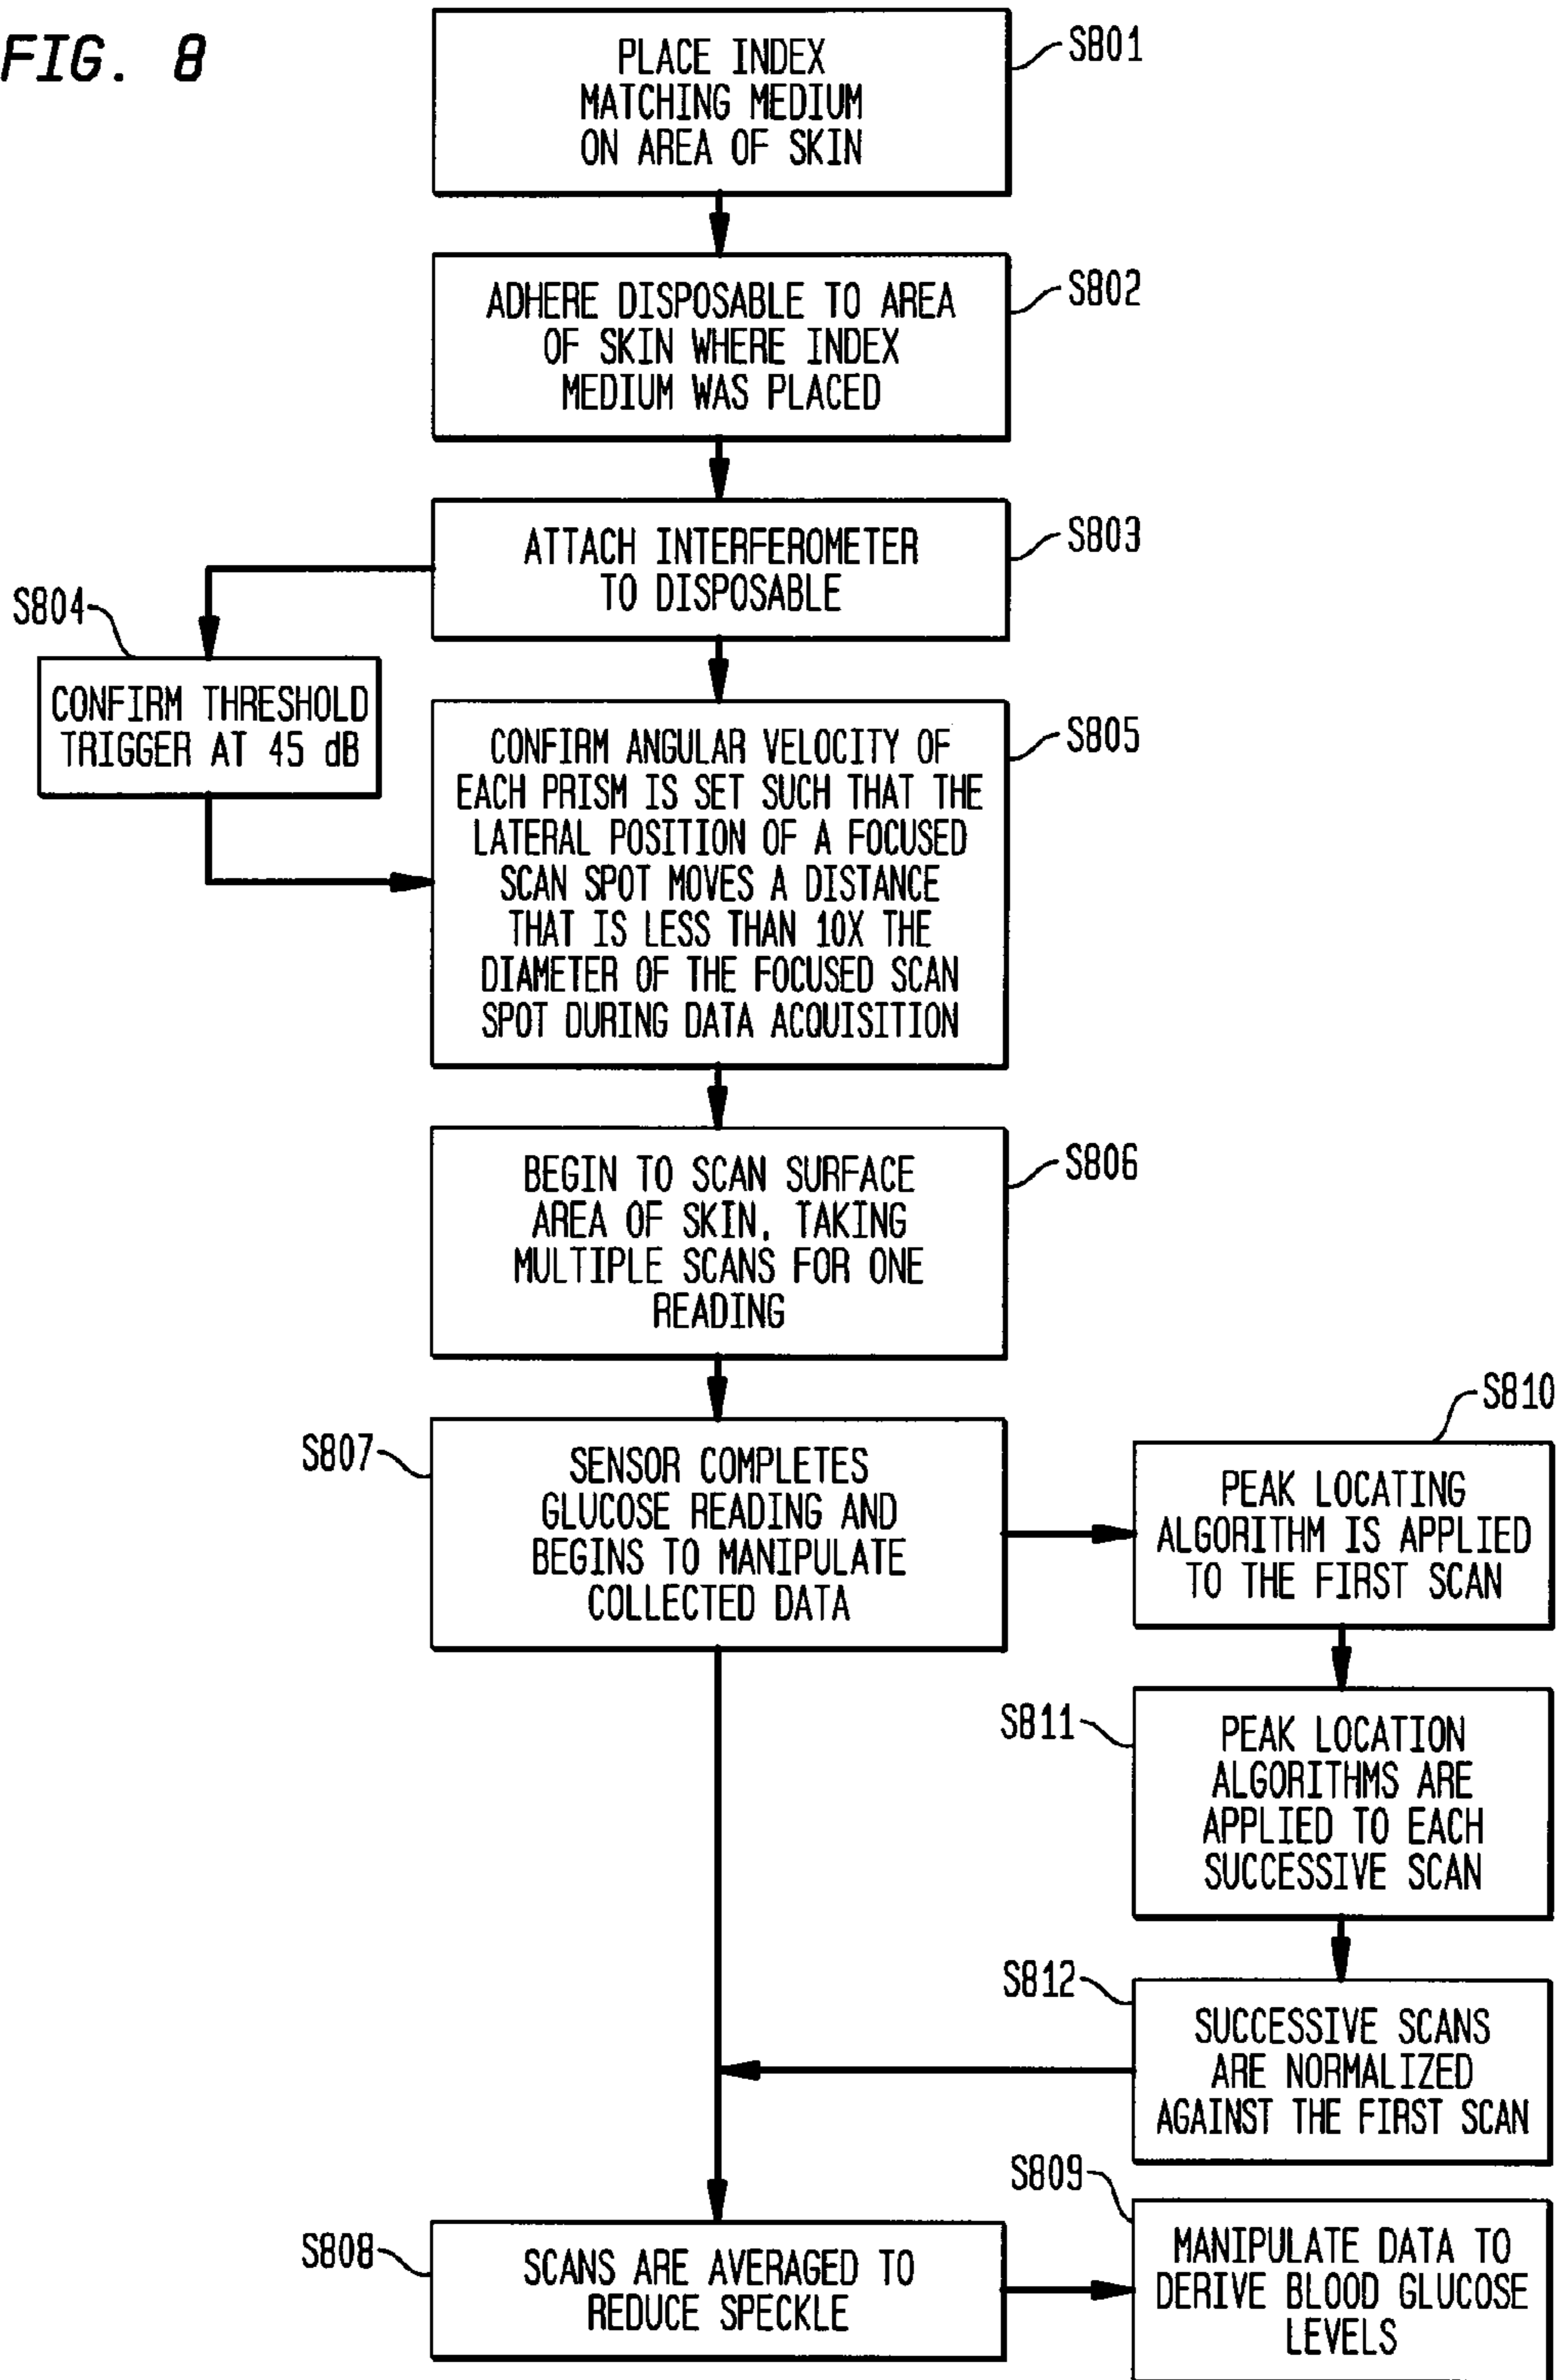 FIG. 8
PLACE INDEX
MATCHING MEDIUM
ON AREA OF SKIN
S801
ADHERE DISPOSABLE TO AREA
OF SKIN WHERE INDEX
MEDIUM WAS PLACED
S802
ATTACH INTERFEROMETER
TO DISPOSABLE
S803
S804
CONFIRM THRESHOLD
TRIGGER AT 45 dB
CONFIRM ANGULAR VELOCITY OF
EACH PRISM IS SET SUCH THAT THE
LATERAL POSITION OF A FOCUSED
SCAN SPOT MOVES A DISTANCE
THAT IS LESS THAN 10X THE
DIAMETER OF THE FOCUSED SCAN
SPOT DURING DATA ACQUISITION
S805
BEGIN TO SCAN SURFACE
AREA OF SKIN, TAKING
MULTIPLE SCANS FOR ONE
READING
S806
S807
SENSOR COMPLETES
GLUCOSE READING AND
BEGINS TO MANIPULATE
COLLECTED DATA
S810
PEAK LOCATING
ALGORITHM IS APPLIED
TO THE FIRST SCAN
S811
PEAK LOCATION
ALGORITHMS ARE
APPLIED TO EACH
SUCCESSIVE SCAN
S812
SUCCESSIVE SCANS
ARE NORMALIZED
AGAINST THE FIRST SCAN
S808
SCANS ARE AVERAGED TO
REDUCE SPECKLE
S809
MANIPULATE DATA TO
DERIVE BLOOD GLUCOSE
LEVELS